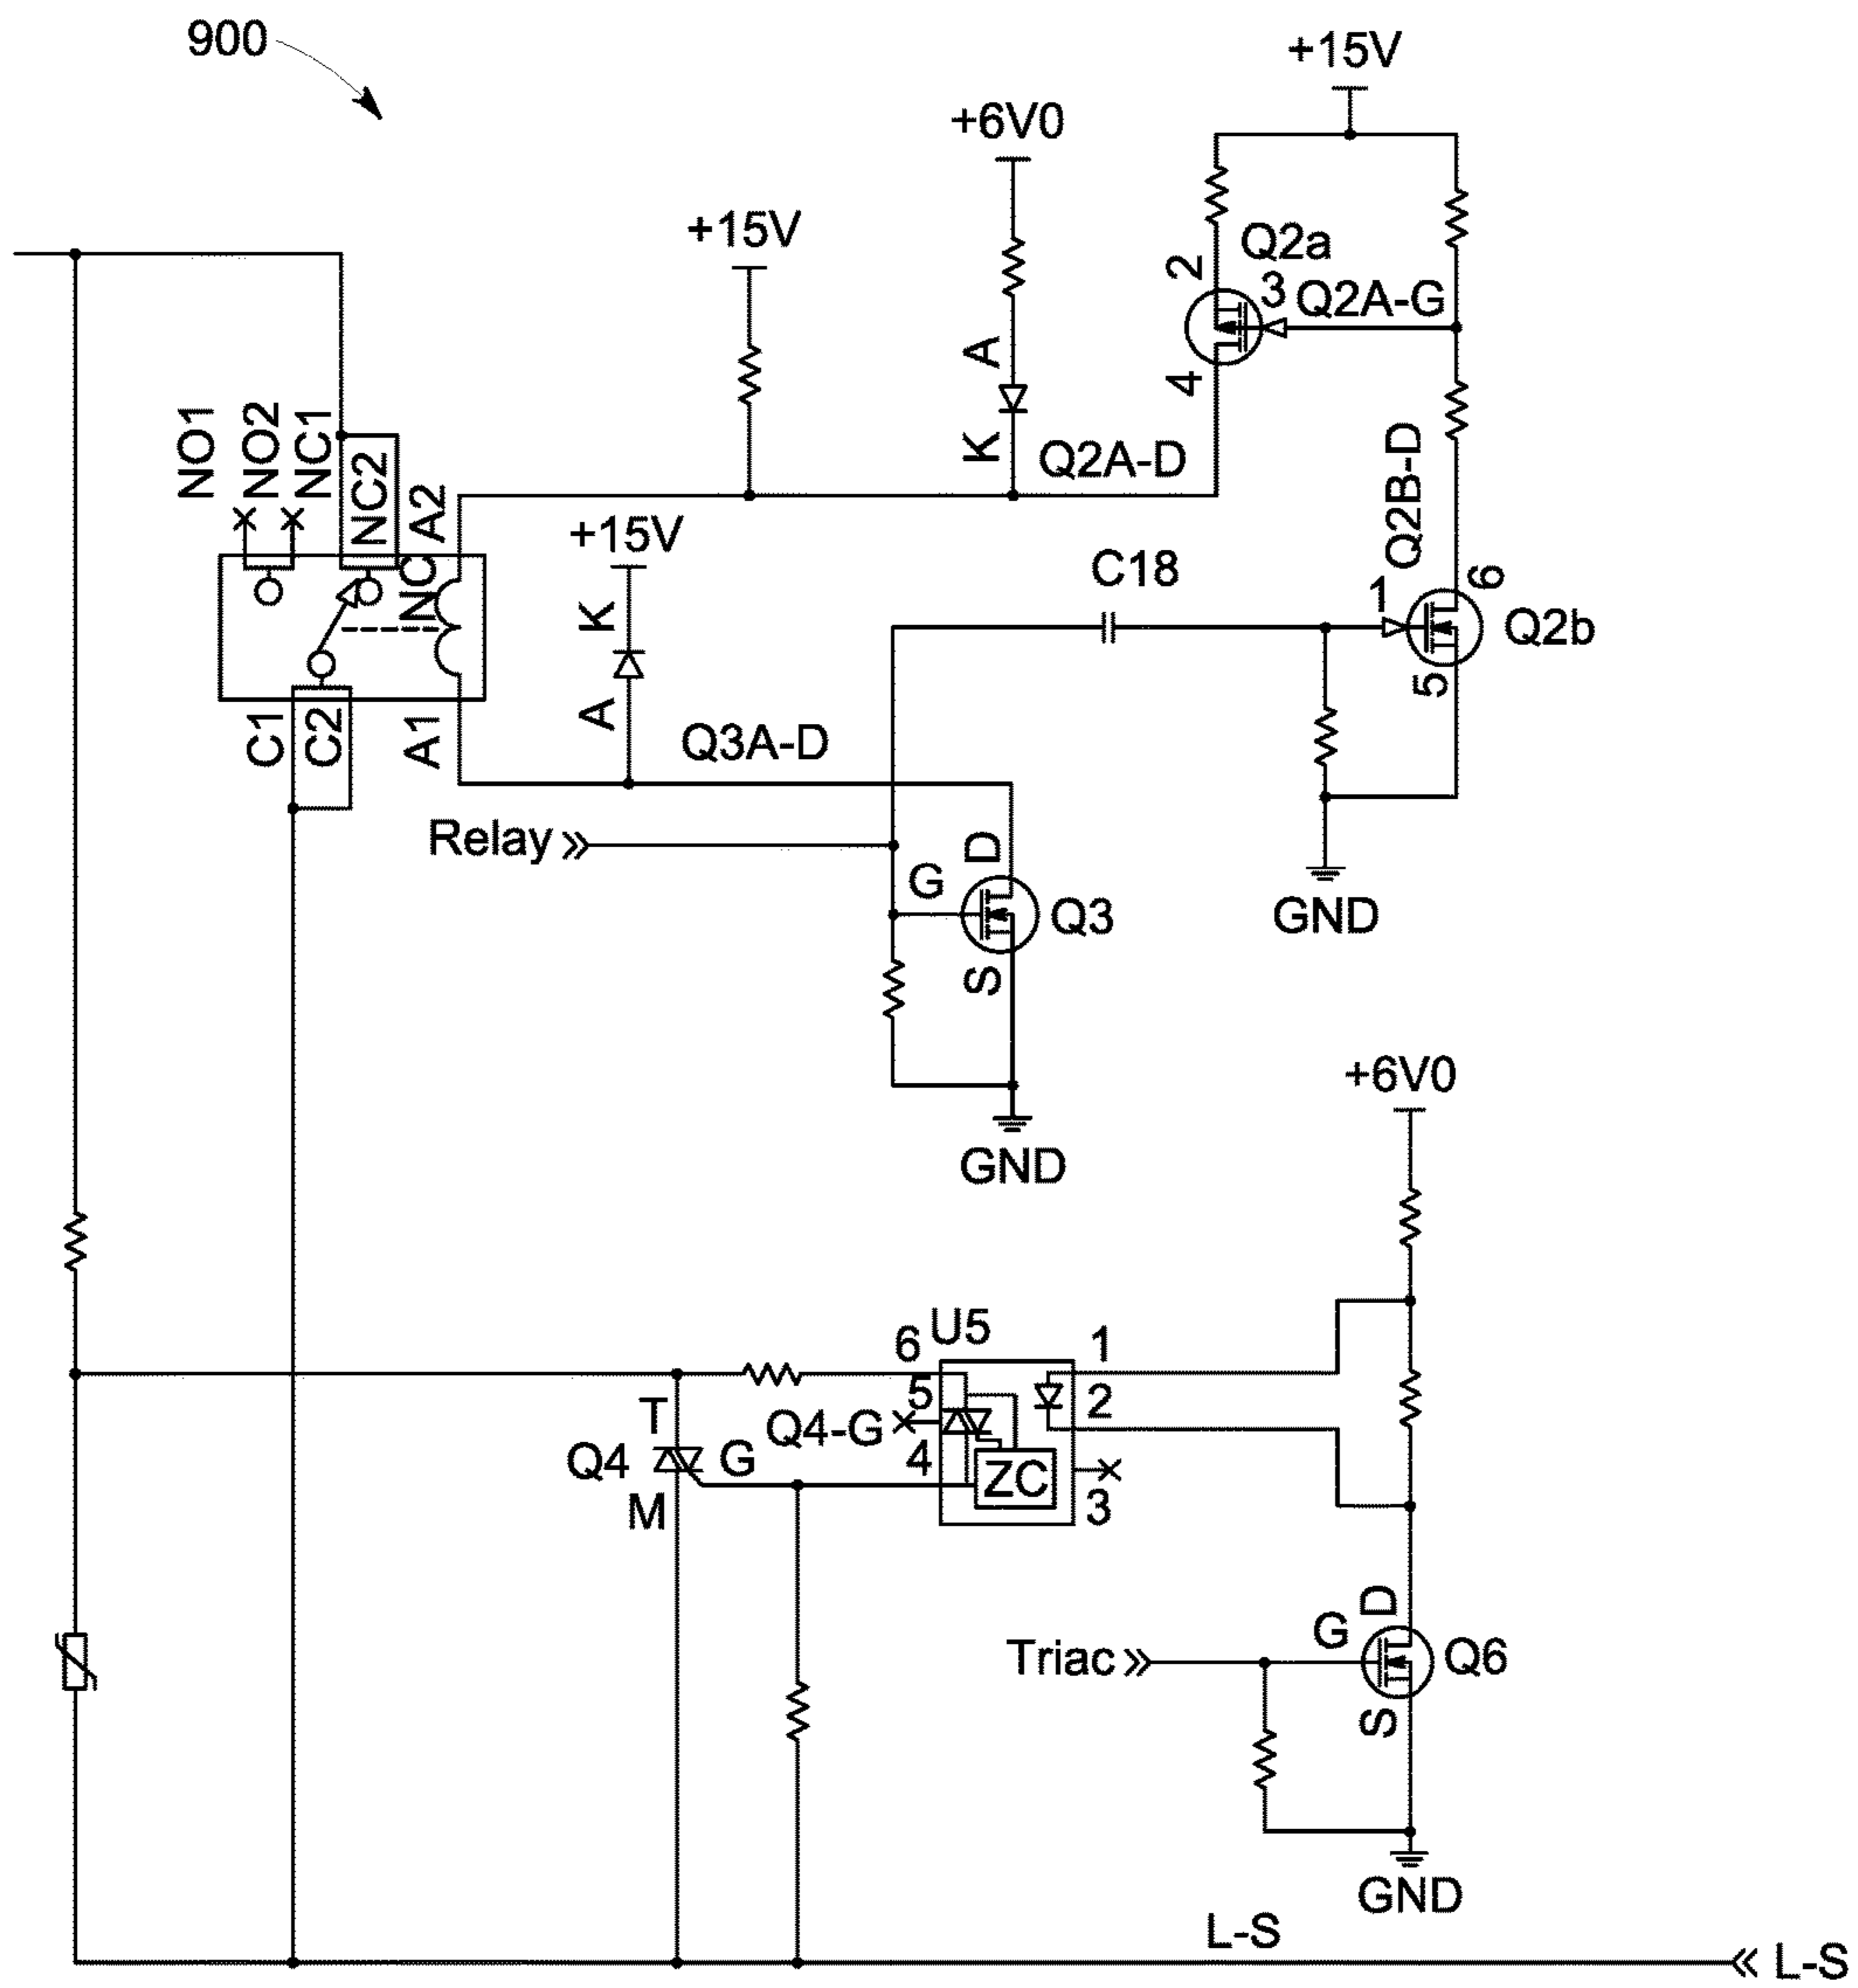 900
+15V
+6V0
+15V
Q2a
2
3
Q2A-G
4
A
K
Q2A-D
NO1
NO2
NC1
NC2
A2
NC
+15V
K
A
C18
Q2B-D
1
6
Q2b
5
C1
C2
A1
Q3A-D
Relay
G
D
Q3
S
GND
GND
+6V0
U5
6
5
4
1
2
3
ZC
Q4-G
T
Q4
G
M
Triac
G
D
Q6
S
GND
L-S
L-S